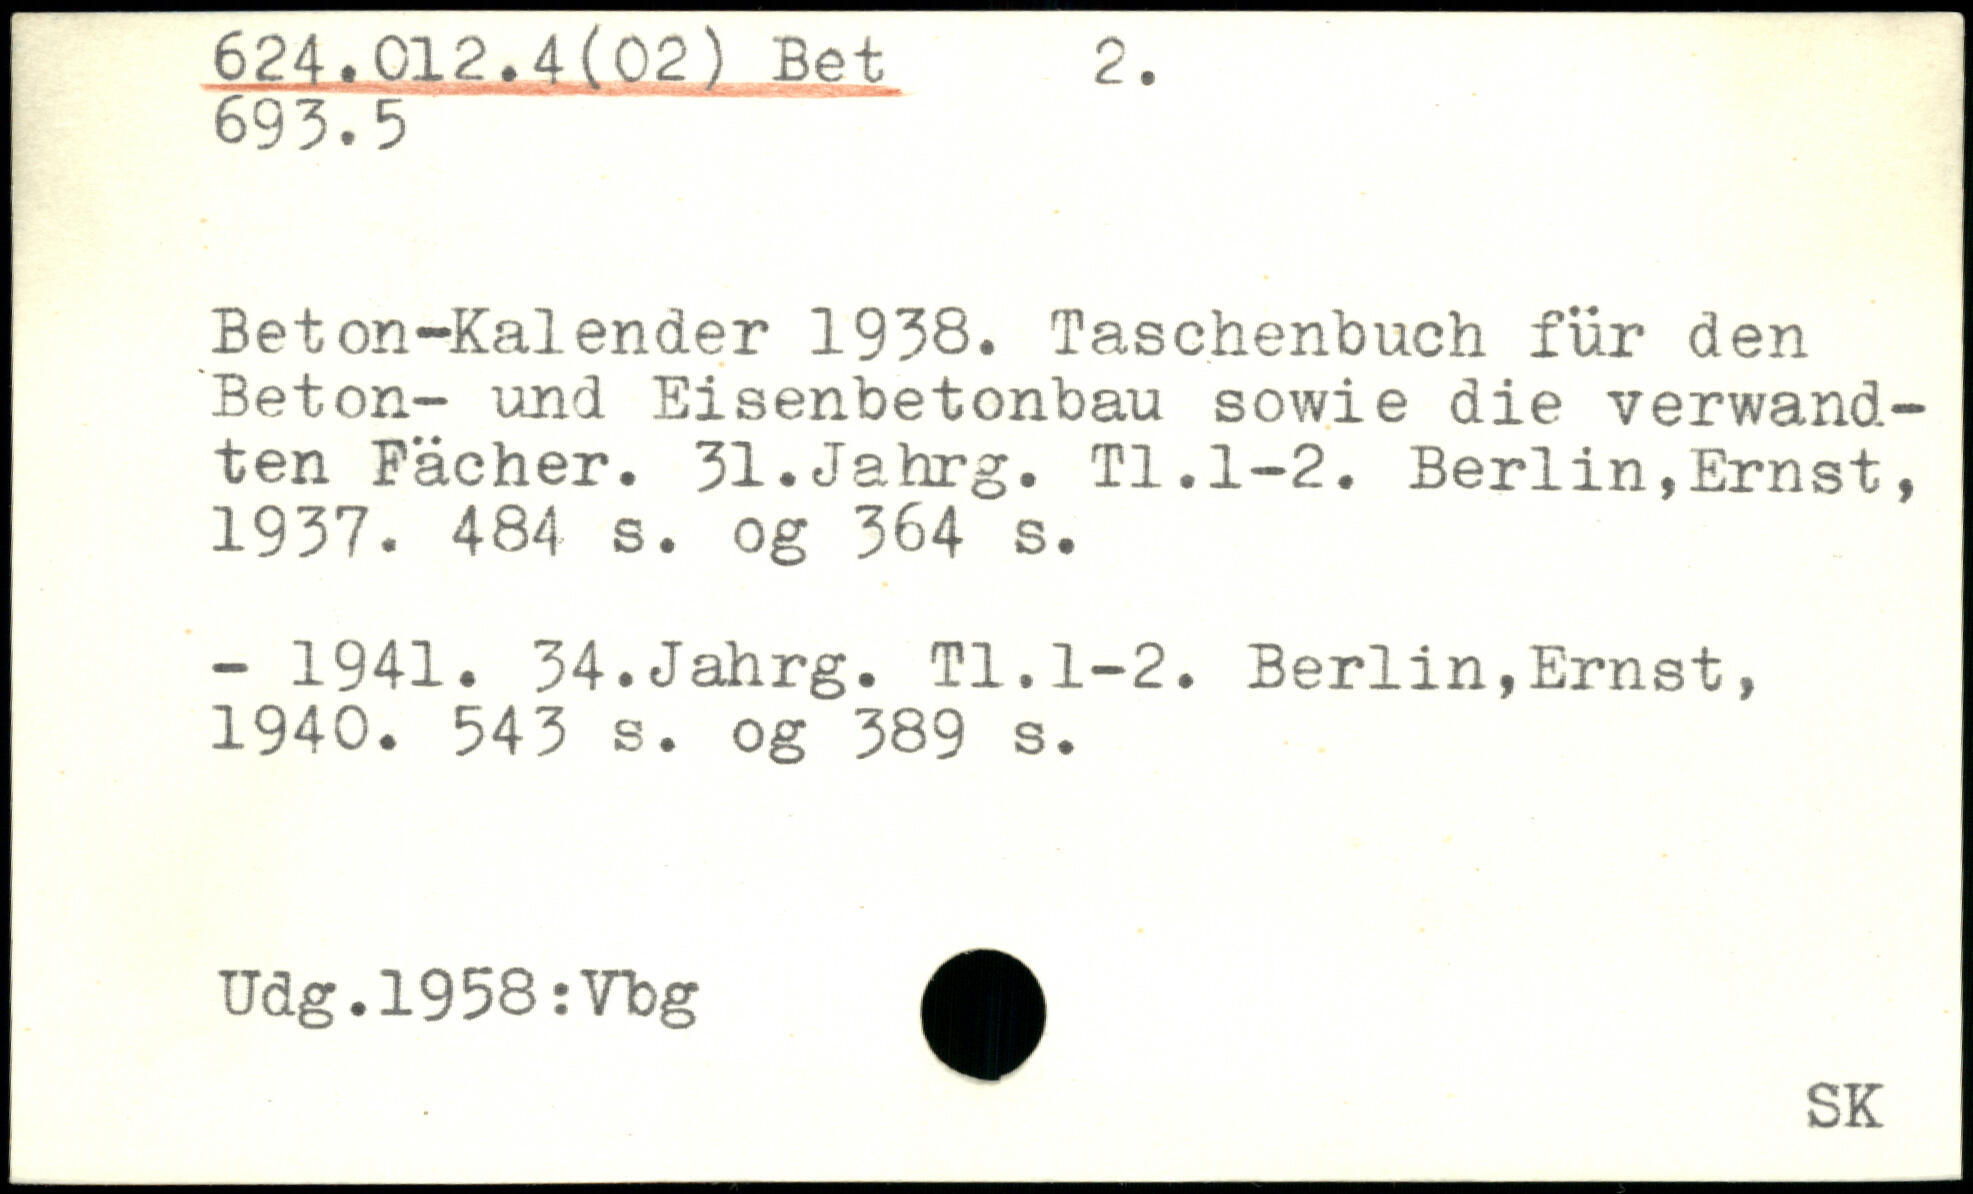 624.012.4(02) Bet 2.
693.5
Beton-Kalender 1938. Taschenbuch für den
Beton- und Eisenbetonbau sowie die verwand-
ten Fächer. 31.Jahrg. Tl.1-2. Berlin,Ernst,
1937. 484 s. og 364 s.
- 1941. 34.Jahrg. Tl.1-2. Berlin,Ernst,
1940. 543 s. og 389 s.
Udg.1958:Vbg
SK